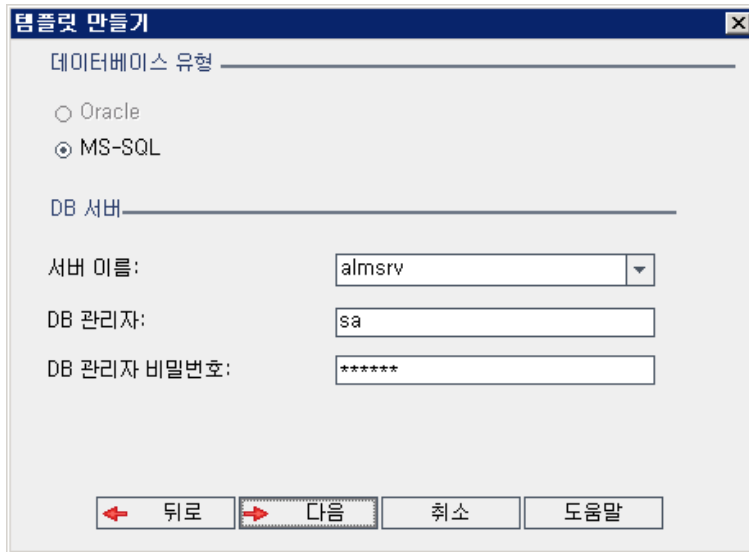 템플릿 만들기
데이터베이스 유형
Oracle
MS-SQL
DB 서버
서버 이름: almsrv
DB 관리자: sa
DB 관리자 비밀번호: ******
뒤로 다음 취소 도움말